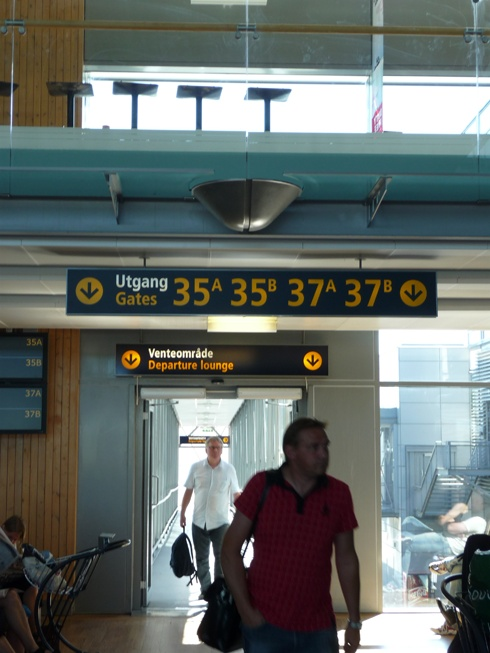 Utgang
Gates
35A 35B 37A 37B
Venteområde
Departure lounge
35A
35B
37A
37B